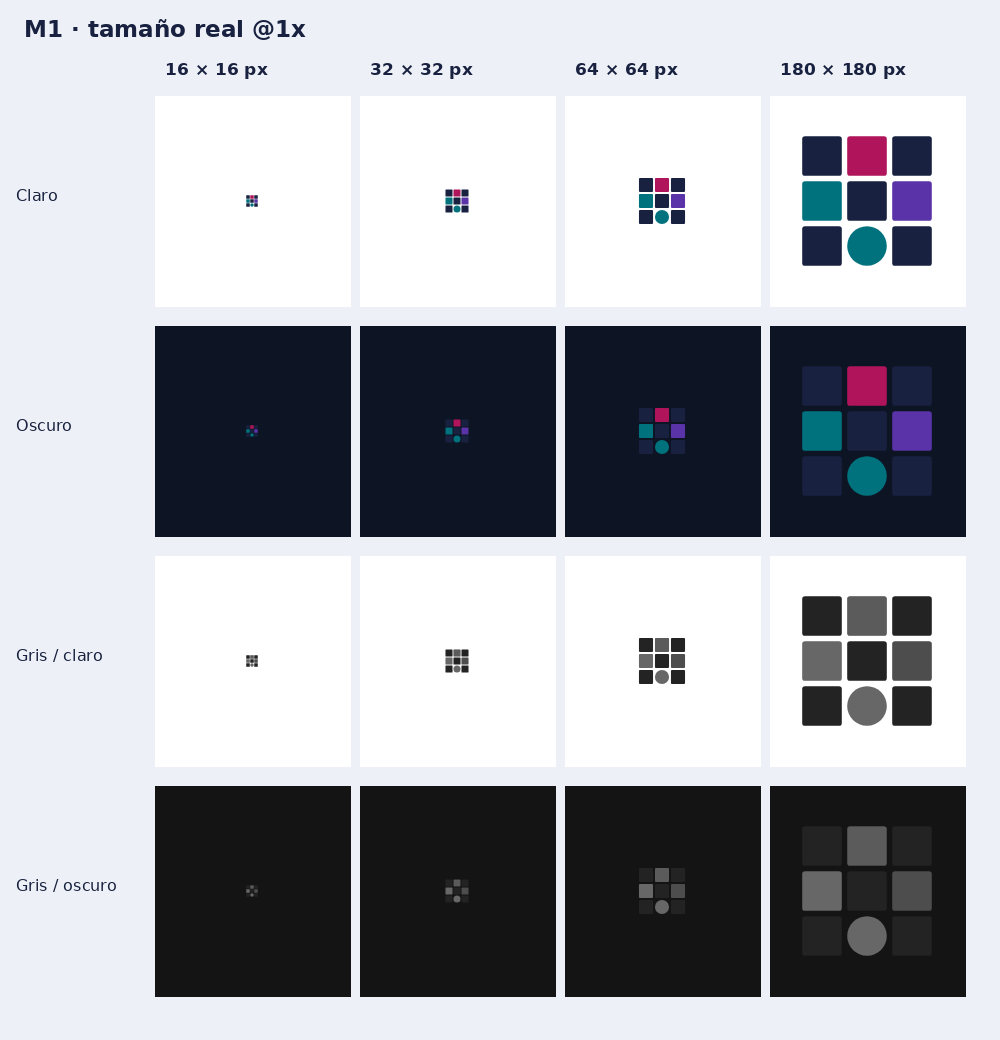 M1 · tamaño real @1x
16 × 16 px
32 × 32 px
64 × 64 px
180 × 180 px
Claro
Oscuro
Gris / claro
Gris / oscuro